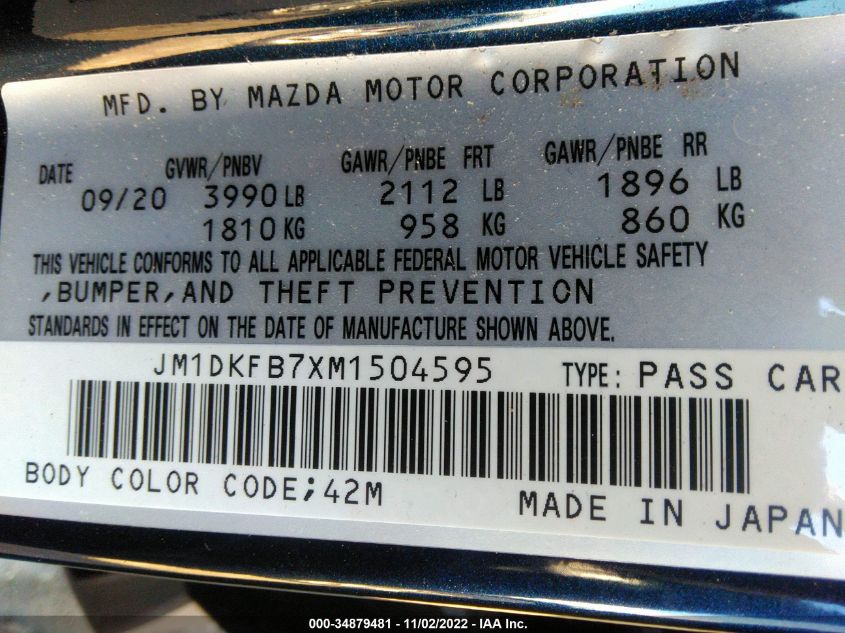 MFD. BY MAZDA MOTOR CORPORATION
DATE GVWR/PNBV GAWR/PNBE FRT GAWR/PNBE RR
09/20 3990 LB 2112 LB 1896 LB
1810 KG 958 KG 860 KG
THIS VEHICLE CONFORMS TO ALL APPLICABLE FEDERAL MOTOR VEHICLE SAFETY
,BUMPER,AND THEFT PREVENTION
STANDARDS IN EFFECT ON THE DATE OF MANUFACTURE SHOWN ABOVE.
JM1DKFB7XM1504595 TYPE: PASS CAR
BODY COLOR CODE;42M MADE IN JAPAN
000-34879481 - 11/02/2022 - IAA Inc.